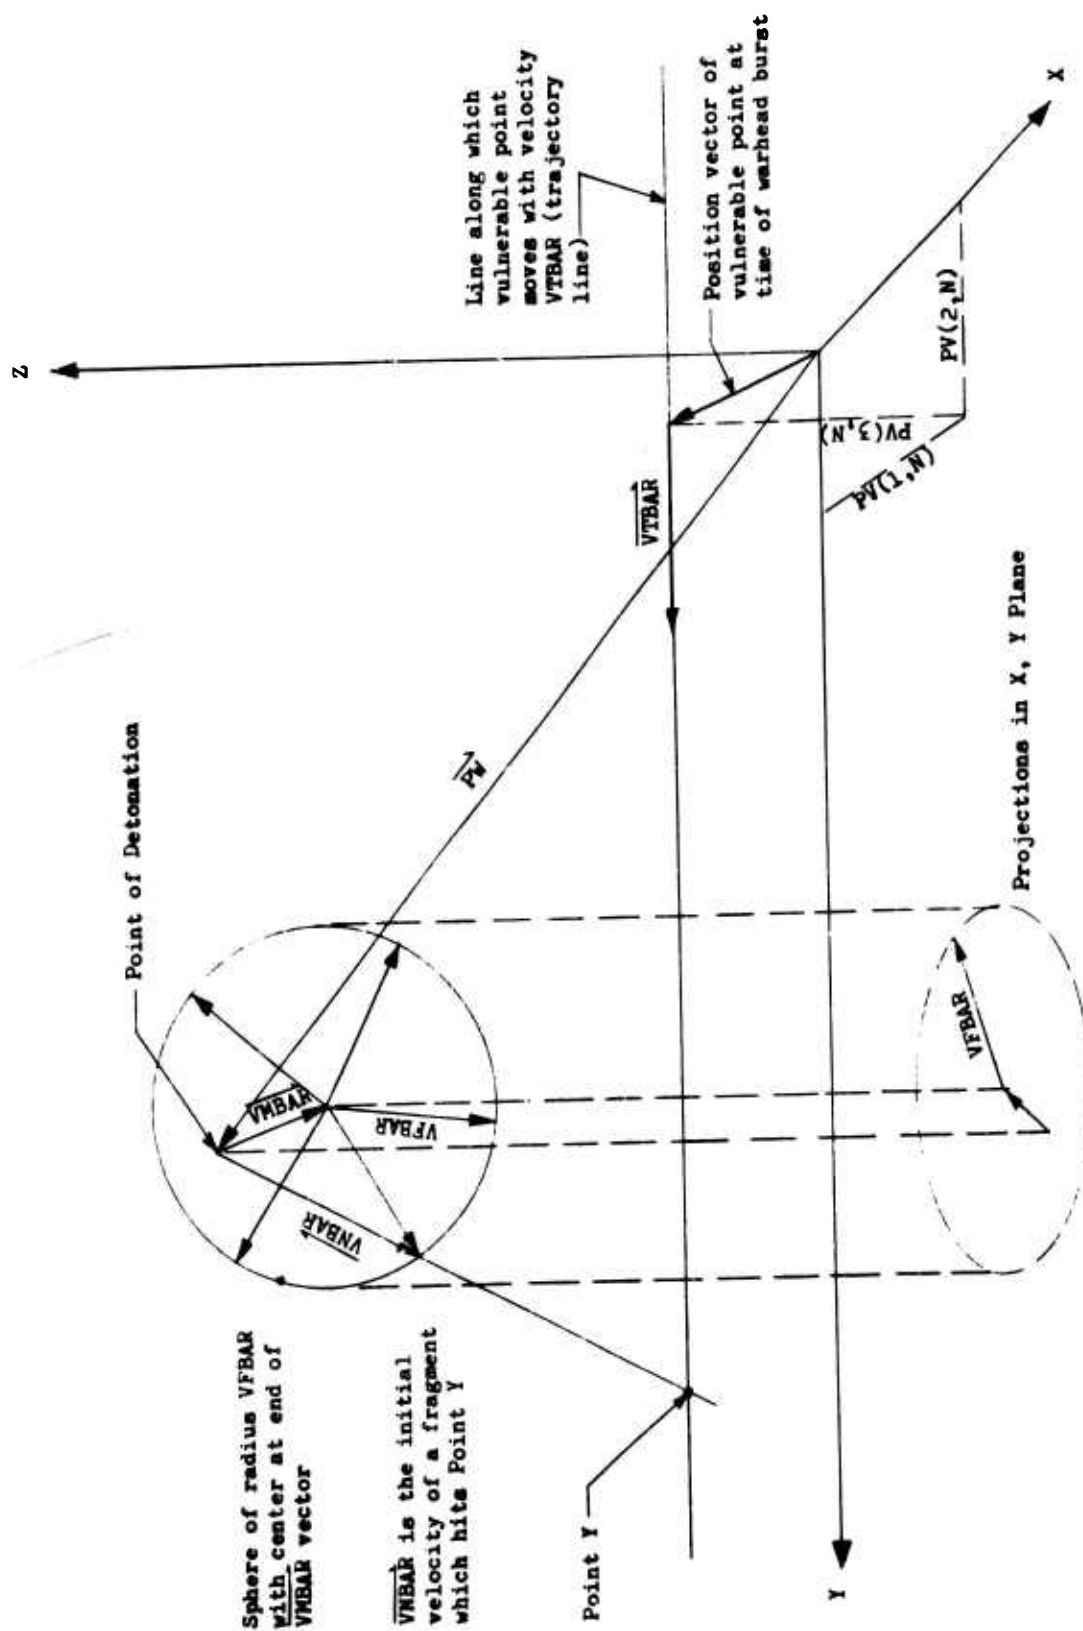 Z
X
Y
Line along which
vulnerable point
moves with velocity
VTBAR (trajectory
line)
Position vector of
vulnerable point at
time of warhead burst
PV(2,N)
PV(3,N)
PV(1,N)
VTBAR
PW
Point of Detonation
VMBAR
VFBAR
VNBAR
Sphere of radius VFBAR
with center at end of
VMBAR vector
VNBAR is the initial
velocity of a fragment
which hits Point Y
Point Y
VFBAR
Projections in X, Y Plane